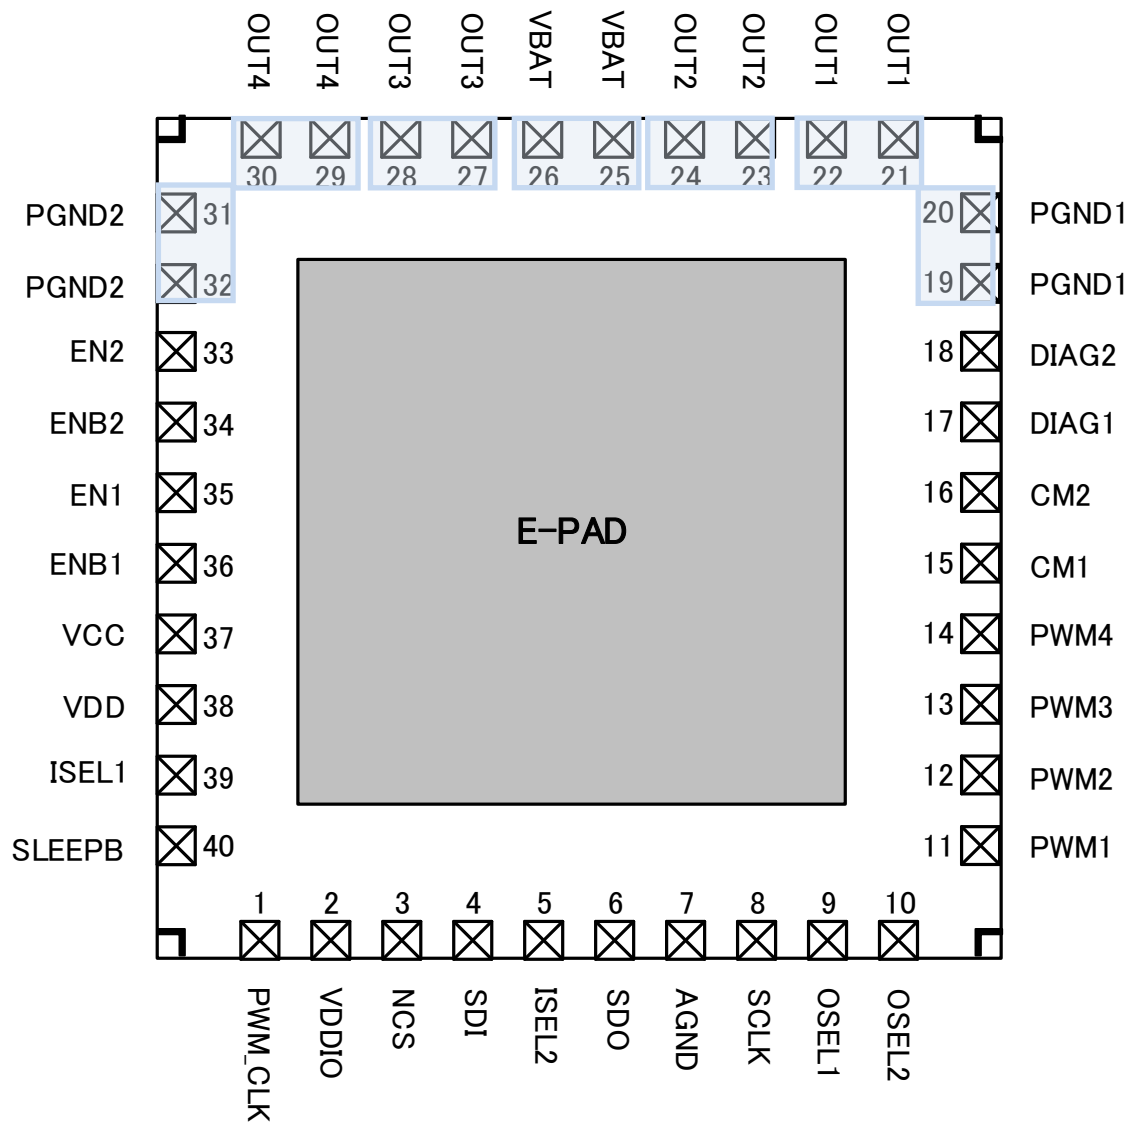 OUT4 OUT4 OUT3 OUT3 VBAT VBAT OUT2 OUT2 OUT1 OUT1
30 29 28 27 26 25 24 23 22 21
PGND2 31 20 PGND1
PGND2 32 19 PGND1
EN2 33 18 DIAG2
ENB2 34 17 DIAG1
EN1 35 16 CM2
E-PAD
ENB1 36 15 CM1
VCC 37 14 PWM4
VDD 38 13 PWM3
ISEL1 39 12 PWM2
SLEEPB 40 11 PWM1
1 2 3 4 5 6 7 8 9 10
PWM_CLK VDDIO NCS SDI ISEL2 SDO AGND SCLK OSEL1 OSEL2